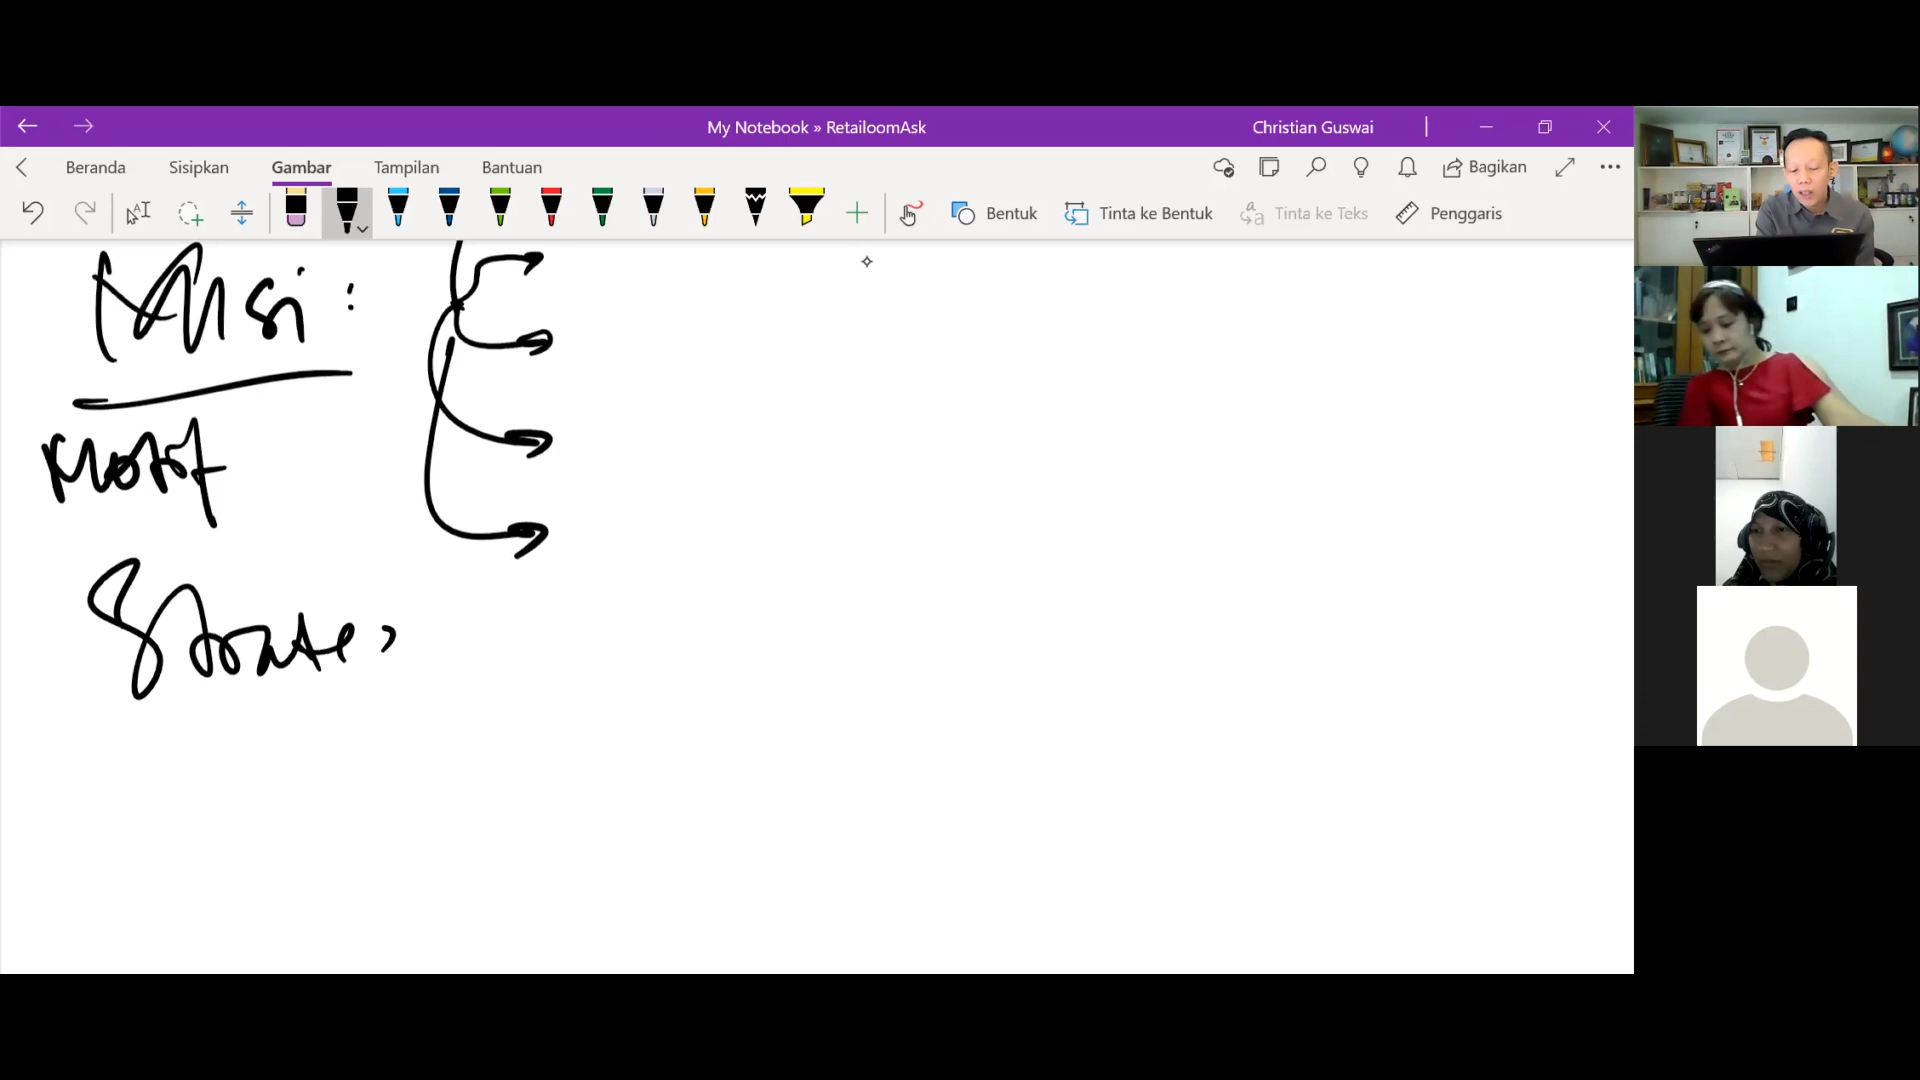 My Notebook » RetailoomAsk
Christian Guswai
Beranda Sisipkan Gambar Tampilan Bantuan
Bagikan
Bentuk Tinta ke Bentuk Tinta ke Teks Penggaris
Misi :
Motif
Strate